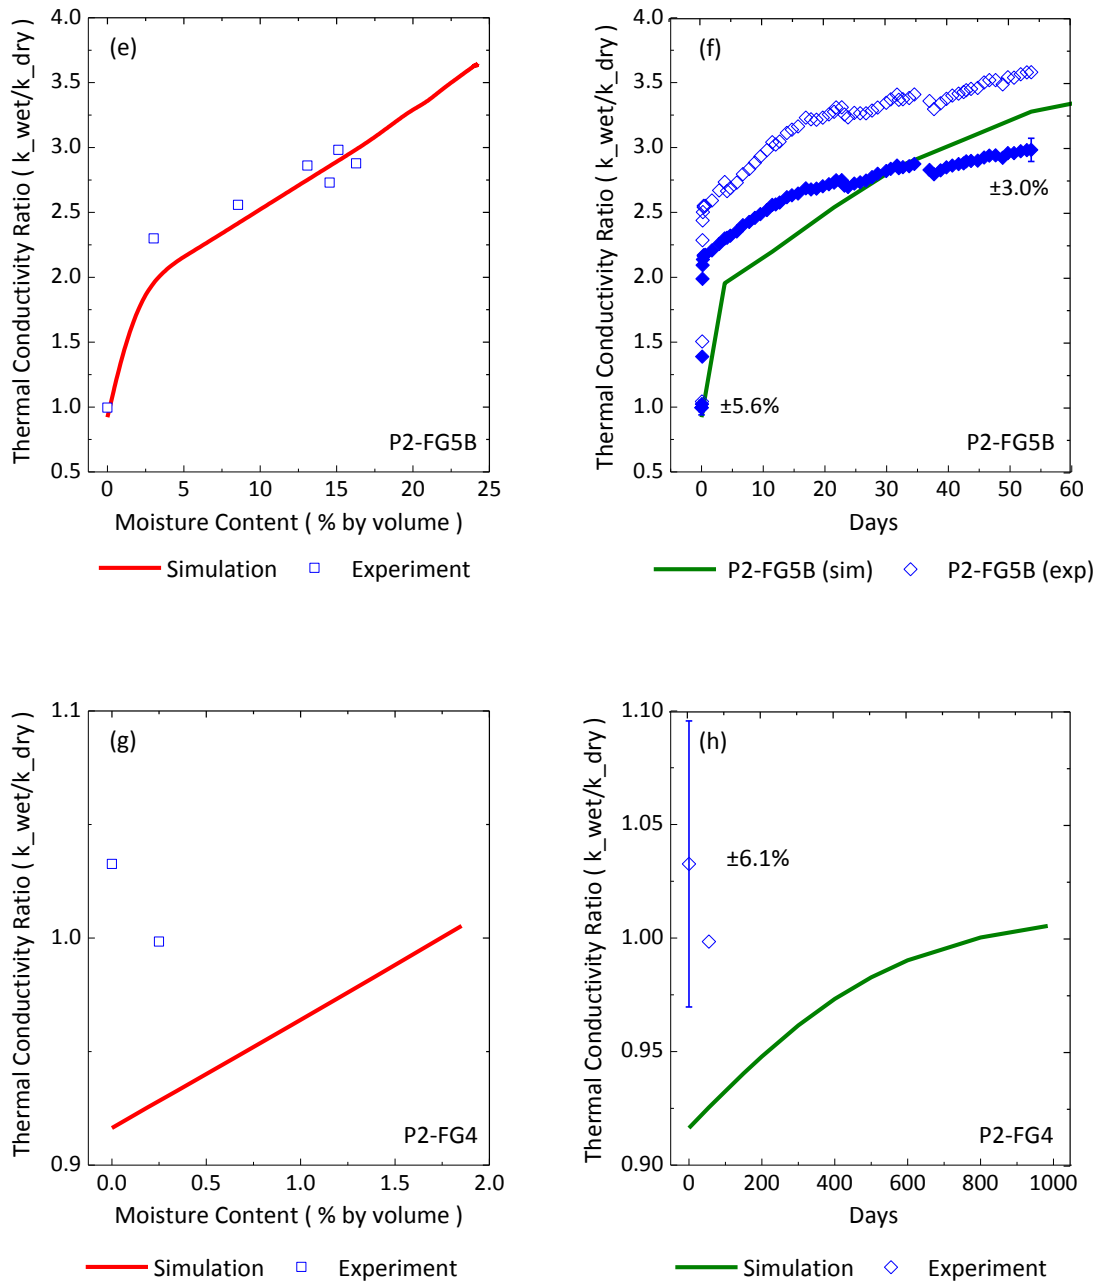 Thermal Conductivity Ratio ( k_wet/k_dry )
4.0
3.5
3.0
2.5
2.0
1.5
1.0
0.5
(e)
P2-FG5B
0 5 10 15 20 25
Moisture Content ( % by volume )
Simulation Experiment
Thermal Conductivity Ratio ( k_wet/k_dry )
4.0
3.5
3.0
2.5
2.0
1.5
1.0
0.5
(f)
±3.0%
±5.6%
P2-FG5B
0 10 20 30 40 50 60
Days
P2-FG5B (sim) P2-FG5B (exp)
Thermal Conductivity Ratio ( k_wet/k_dry )
1.1
1.0
0.9
(g)
P2-FG4
0.0 0.5 1.0 1.5 2.0
Moisture Content ( % by volume )
Simulation Experiment
Thermal Conductivity Ratio ( k_wet/k_dry )
1.10
1.05
1.00
0.95
0.90
(h)
±6.1%
P2-FG4
0 200 400 600 800 1000
Days
Simulation Experiment